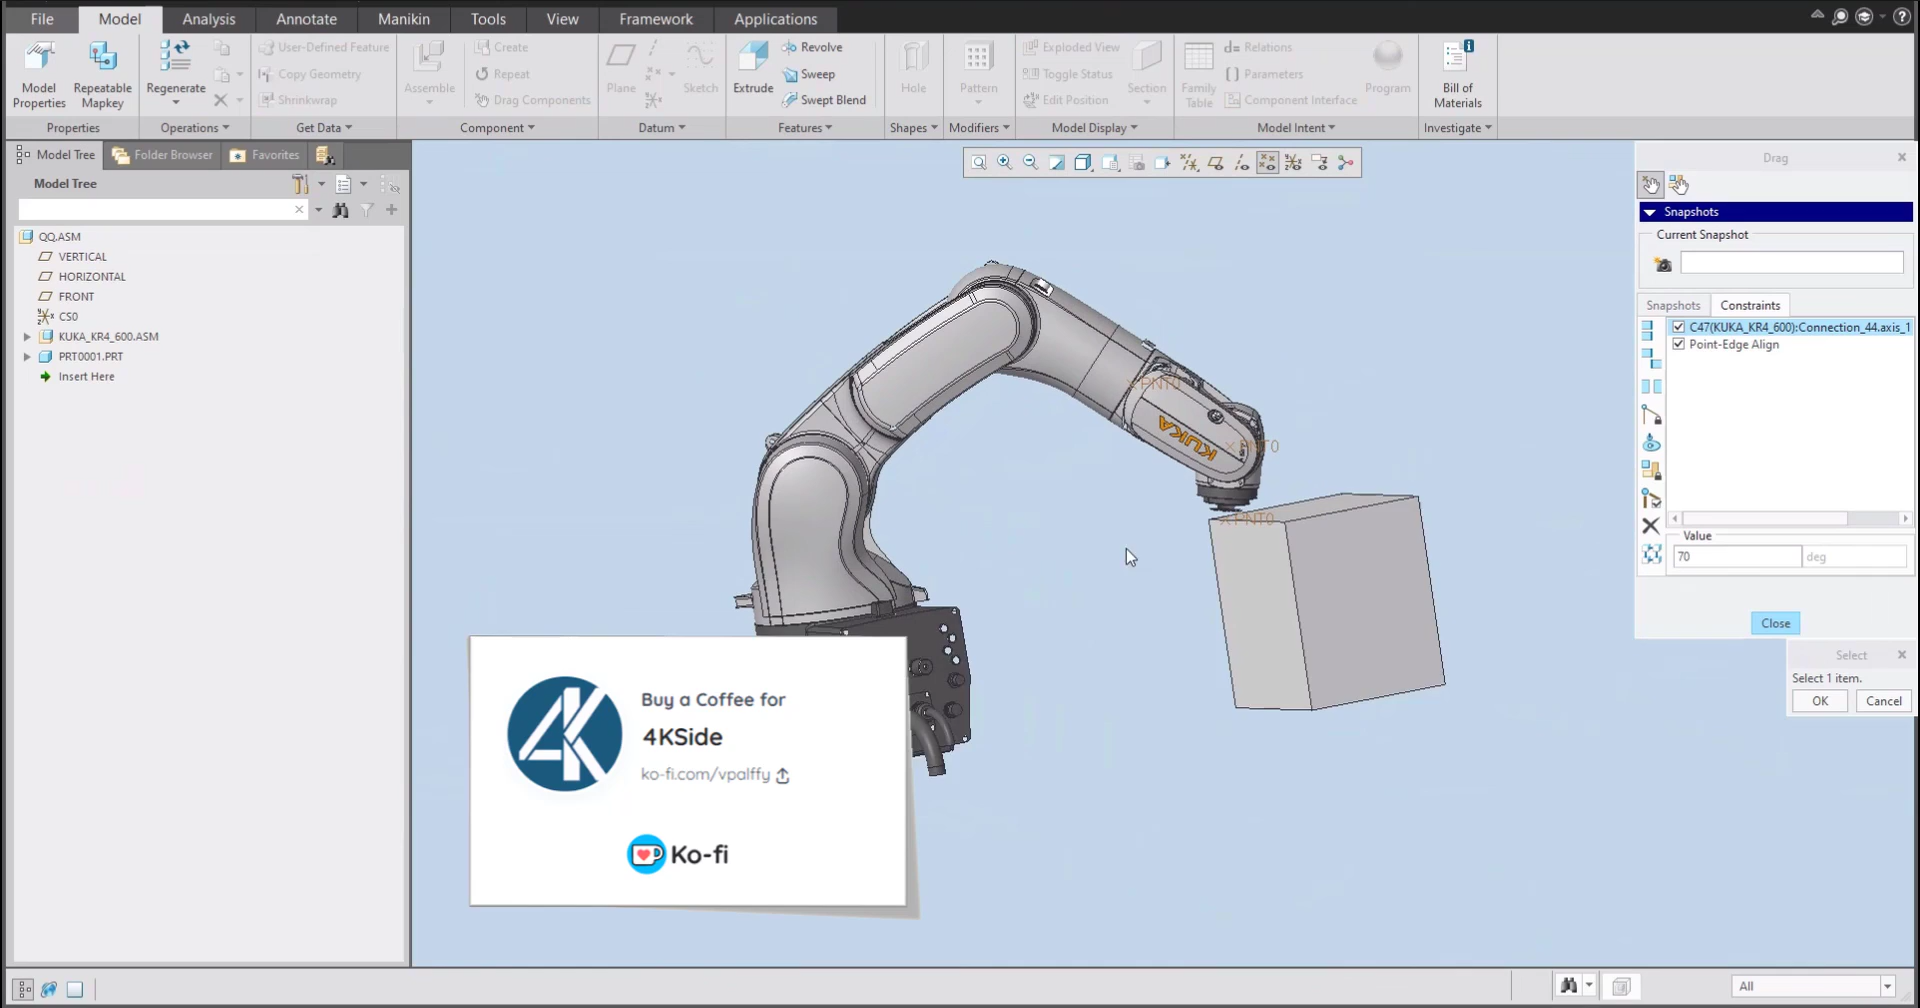 File Model Analysis Annotate Manikin Tools View Framework Applications
Model Properties
Repeatable Mapkey
Properties
Regenerate
Operations
User-Defined Feature
Copy Geometry
Shrinkwrap
Get Data
Assemble
Create
Repeat
Drag Components
Component
Plane
Sketch
Datum
Extrude
Revolve
Sweep
Swept Blend
Features
Hole
Shapes
Pattern
Modifiers
Exploded View
Toggle Status
Edit Position
Section
Model Display
Family Table
d= Relations
Parameters
Component Interface
Program
Model Intent
Bill of Materials
Investigate
Model Tree Folder Browser Favorites
Model Tree
QQ.ASM
VERTICAL
HORIZONTAL
FRONT
CS0
KUKA_KR4_600.ASM
PRT0001.PRT
Insert Here
PNT0
KUKA
PNT0
PNT0
Buy a Coffee for
4KSide
ko-fi.com/vpalffy
4K
Ko-fi
Drag
Snapshots
Current Snapshot
Snapshots Constraints
C47(KUKA_KR4_600):Connection_44.axis_1
Point-Edge Align
Value
70 deg
Close
Select
Select 1 item.
OK Cancel
All